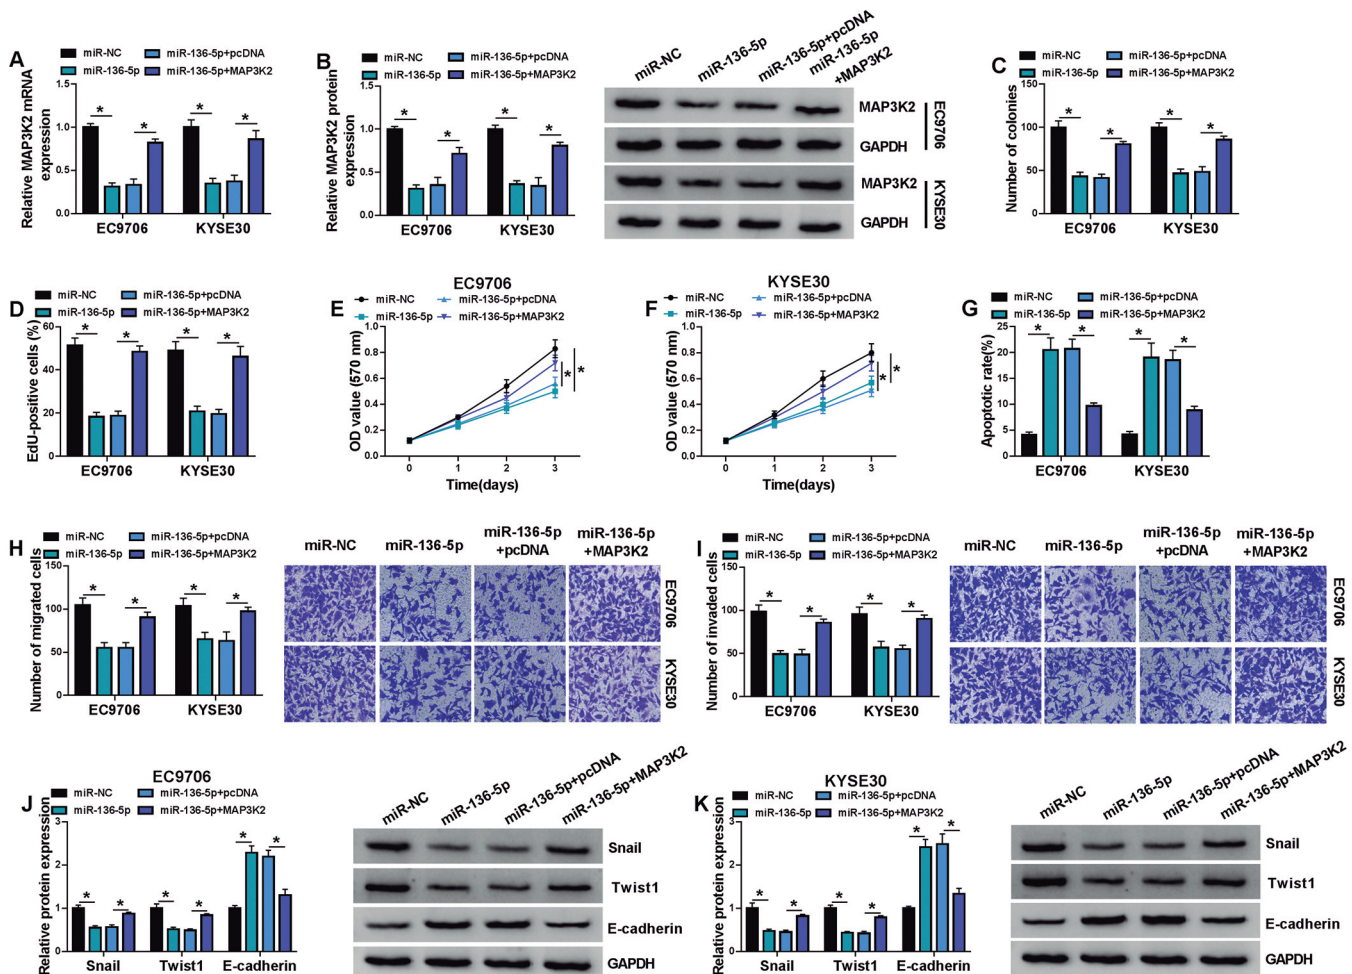 A
miR-NC
miR-136-5p+pcDNA
miR-136-5p
miR-136-5p+MAP3K2
Relative MAP3K2 mRNA
expression
1.5
1.0
0.5
0.0
EC9706
KYSE30
*
*
*
*
B
miR-NC
miR-136-5p+pcDNA
miR-136-5p
miR-136-5p+MAP3K2
Relative MAP3K2 protein
expression
1.5
1.0
0.5
0.0
EC9706
KYSE30
*
*
*
*
miR-NC
miR-136-5p
miR-136-5p+pcDNA
miR-136-5p
+MAP3K2
MAP3K2
GAPDH
EC9706
MAP3K2
GAPDH
KYSE30
C
miR-NC
miR-136-5p+pcDNA
miR-136-5p
miR-136-5p+MAP3K2
Number of colonies
150
100
50
0
EC9706
KYSE30
*
*
*
*
D
miR-NC
miR-136-5p+pcDNA
miR-136-5p
miR-136-5p+MAP3K2
EdU-positive cells (%)
60
40
20
0
EC9706
KYSE30
*
*
*
*
E
EC9706
miR-NC
miR-136-5p+pcDNA
miR-136-5p
miR-136-5p+MAP3K2
OD value (570 nm)
1.0
0.8
0.6
0.4
0.2
0.0
0 1 2 3
Time(days)
*
*
F
KYSE30
miR-NC
miR-136-5p+pcDNA
miR-136-5p
miR-136-5p+MAP3K2
OD value (570 nm)
1.0
0.8
0.6
0.4
0.2
0.0
0 1 2 3
Time(days)
*
*
G
miR-NC
miR-136-5p+pcDNA
miR-136-5p
miR-136-5p+MAP3K2
Apoptotic rate(%)
25
20
15
10
5
0
EC9706
KYSE30
*
*
*
*
H
miR-NC
miR-136-5p+pcDNA
miR-136-5p
miR-136-5p+MAP3K2
Number of migrated cells
150
100
50
0
EC9706
KYSE30
*
*
*
*
miR-NC
miR-136-5p
miR-136-5p
+pcDNA
miR-136-5p
+MAP3K2
EC9706
KYSE30
I
miR-NC
miR-136-5p+pcDNA
miR-136-5p
miR-136-5p+MAP3K2
Number of invaded cells
150
100
50
0
EC9706
KYSE30
*
*
*
*
miR-NC
miR-136-5p
miR-136-5p
+pcDNA
miR-136-5p
+MAP3K2
EC9706
KYSE30
J
EC9706
miR-NC
miR-136-5p+pcDNA
miR-136-5p
miR-136-5p+MAP3K2
Relative protein expression
3
2
1
0
Snail
Twist1
E-cadherin
*
*
*
*
*
*
miR-NC
miR-136-5p
miR-136-5p+pcDNA
miR-136-5p+MAP3K2
Snail
Twist1
E-cadherin
GAPDH
K
KYSE30
miR-NC
miR-136-5p+pcDNA
miR-136-5p
miR-136-5p+MAP3K2
Relative protein expression
3
2
1
0
Snail
Twist1
E-cadherin
*
*
*
*
*
*
miR-NC
miR-136-5p
miR-136-5p+pcDNA
miR-136-5p+MAP3K2
Snail
Twist1
E-cadherin
GAPDH